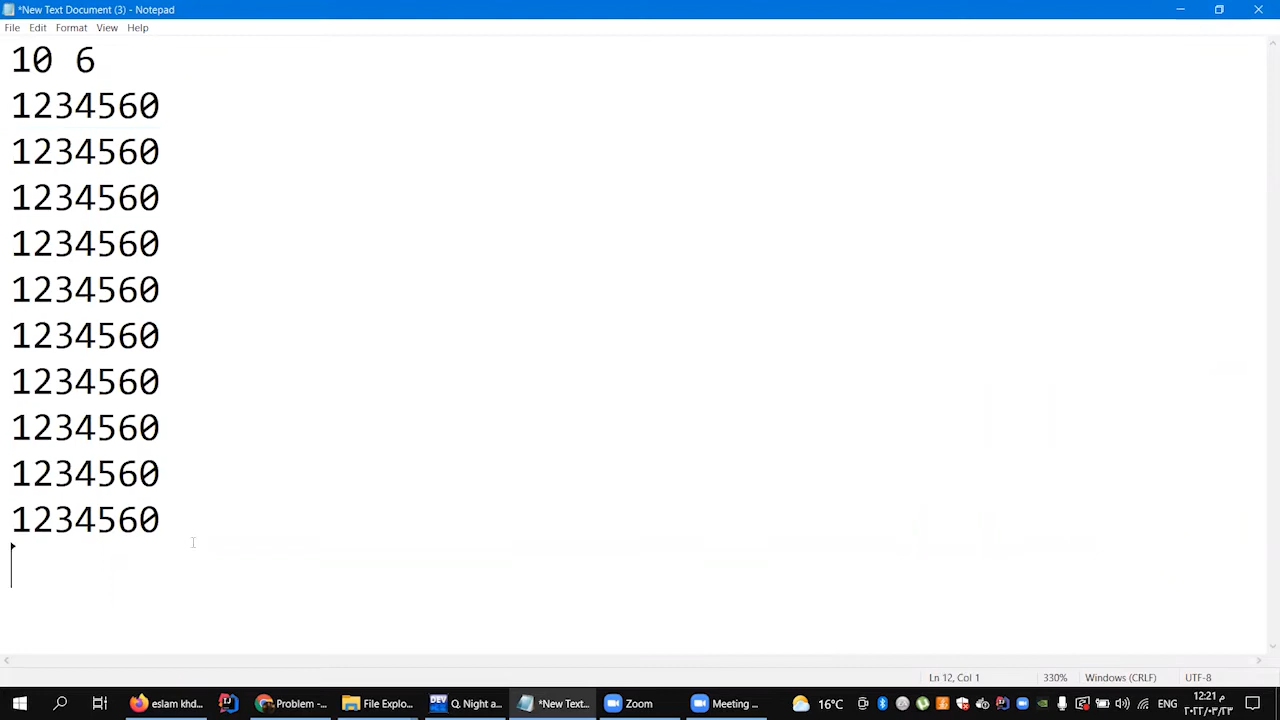 *New Text Document (3) - Notepad
File Edit Format View Help
10 6
1234560
1234560
1234560
1234560
1234560
1234560
1234560
1234560
1234560
1234560
Ln 12, Col 1 330% Windows (CRLF) UTF-8
eslam khd... Problem -... File Explo... DEV Q. Night a... *New Text... Zoom Meeting ... 16°C ENG
12:21 م